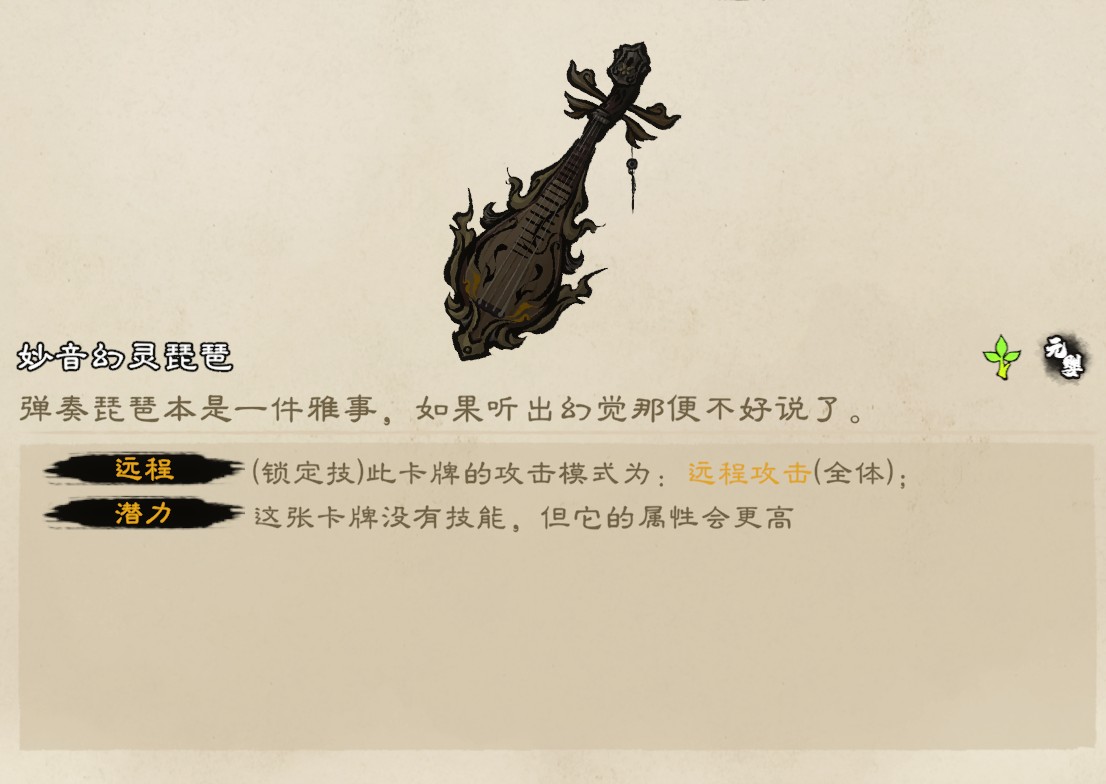 妙音幻灵琵琶
元婴
弹奏琵琶本是一件雅事，如果听出幻觉那便不好说了。
远程 (锁定技)此卡牌的攻击模式为：远程攻击(全体)；
潜力 这张卡牌没有技能，但它的属性会更高